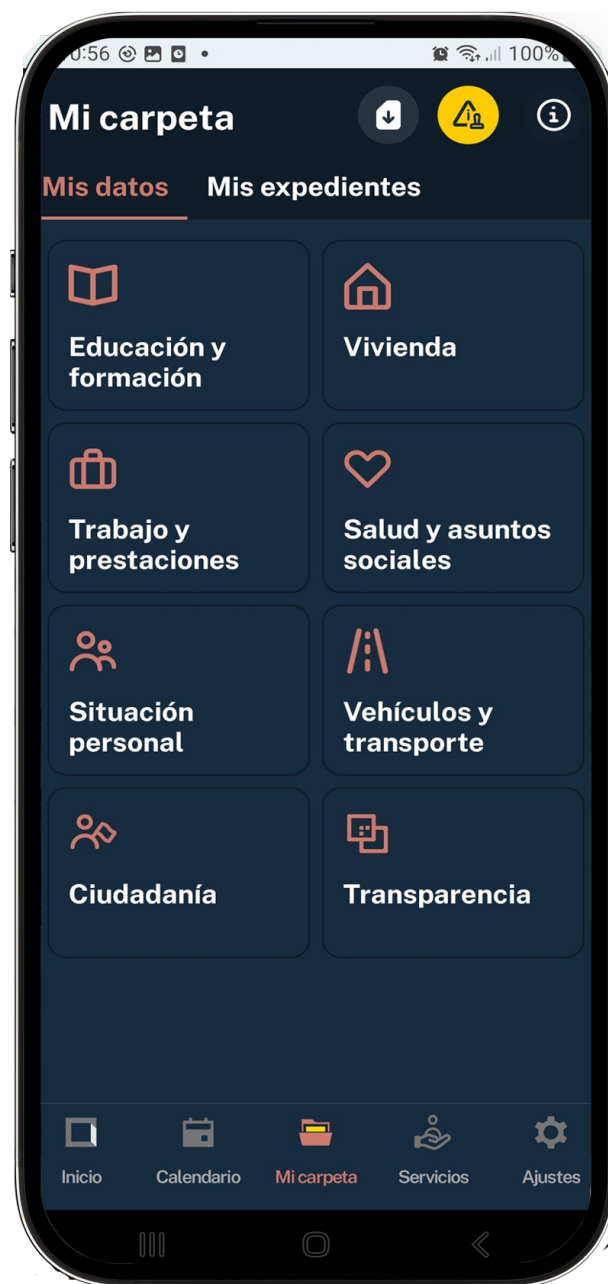 0:56
100%
Mi carpeta
Mis datos Mis expedientes
Educación y
formación
Vivienda
Trabajo y
prestaciones
Salud y asuntos
sociales
Situación
personal
Vehículos y
transporte
Ciudadanía
Transparencia
Inicio Calendario Mi carpeta Servicios Ajustes